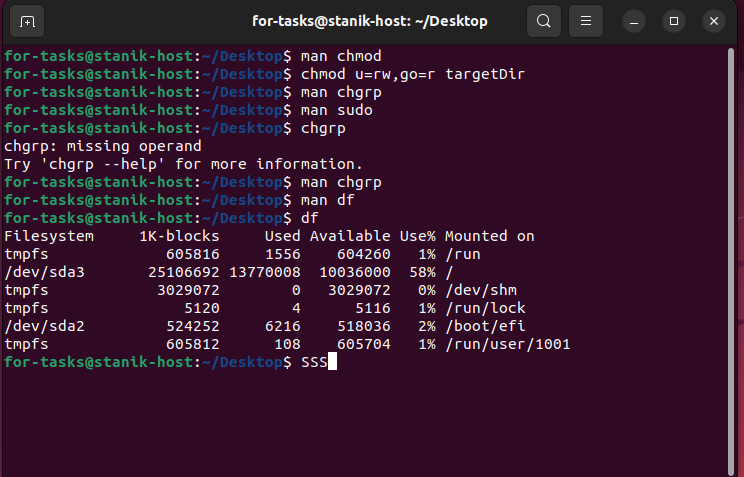 for-tasks@stanik-host: ~/Desktop
for-tasks@stanik-host:~/Desktop$ man chmod
for-tasks@stanik-host:~/Desktop$ chmod u=rw,go=r targetDir
for-tasks@stanik-host:~/Desktop$ man chgrp
for-tasks@stanik-host:~/Desktop$ man sudo
for-tasks@stanik-host:~/Desktop$ chgrp
chgrp: missing operand
Try 'chgrp --help' for more information.
for-tasks@stanik-host:~/Desktop$ man chgrp
for-tasks@stanik-host:~/Desktop$ man df
for-tasks@stanik-host:~/Desktop$ df
Filesystem     1K-blocks     Used Available Use% Mounted on
tmpfs             605816     1556    604260   1% /run
/dev/sda3       25106692 13770008  10036000  58% /
tmpfs            3029072        0   3029072   0% /dev/shm
tmpfs               5120        4      5116   1% /run/lock
/dev/sda2         524252     6216    518036   2% /boot/efi
tmpfs             605812      108    605704   1% /run/user/1001
for-tasks@stanik-host:~/Desktop$ SSS